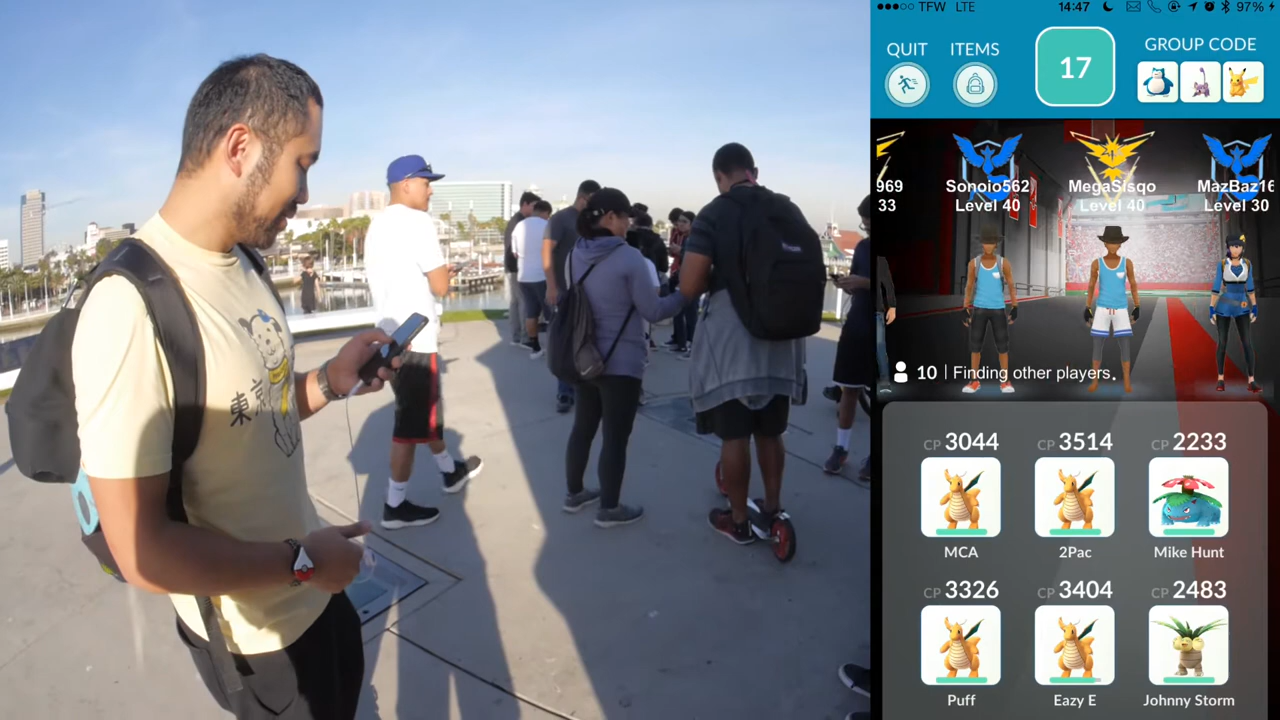 TFW LTE 14:47 97%
QUIT ITEMS 17 GROUP CODE
969 Sonoio562 MegaSisqo MazBaz16
33 Level 40 Level 40 Level 30
10 | Finding other players.
CP 3044 CP 3514 CP 2233
MCA 2Pac Mike Hunt
CP 3326 CP 3404 CP 2483
Puff Eazy E Johnny Storm
東京